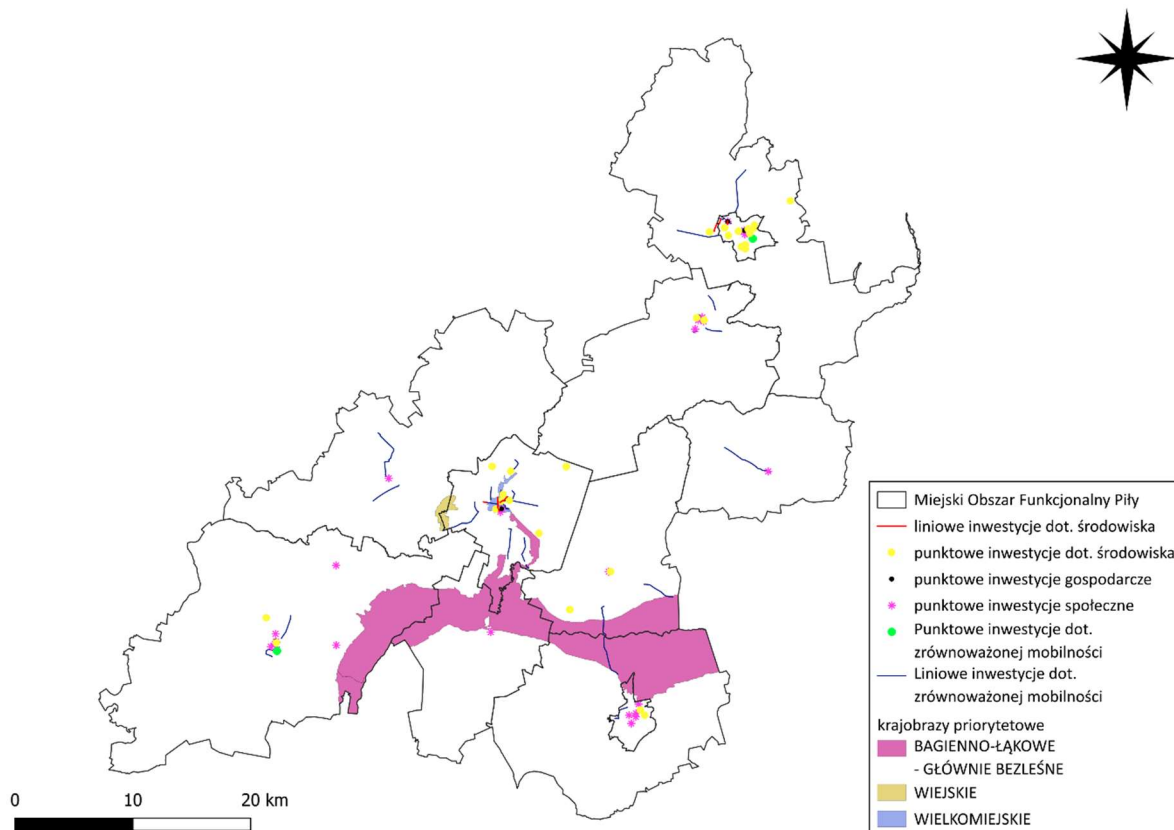 Miejski Obszar Funkcjonalny Piły
liniowe inwestycje dot. środowiska
punktowe inwestycje dot. środowiska
punktowe inwestycje gospodarcze
punktowe inwestycje społeczne
Punktowe inwestycje dot.
zrównoważonej mobilności
Liniowe inwestycje dot.
zrównoważonej mobilności
krajobrazy priorytetowe
BAGIENNO-ŁĄKOWE
- GŁÓWNIE BEZLEŚNE
WIEJSKIE
WIELKOMIEJSKIE
0 10 20 km